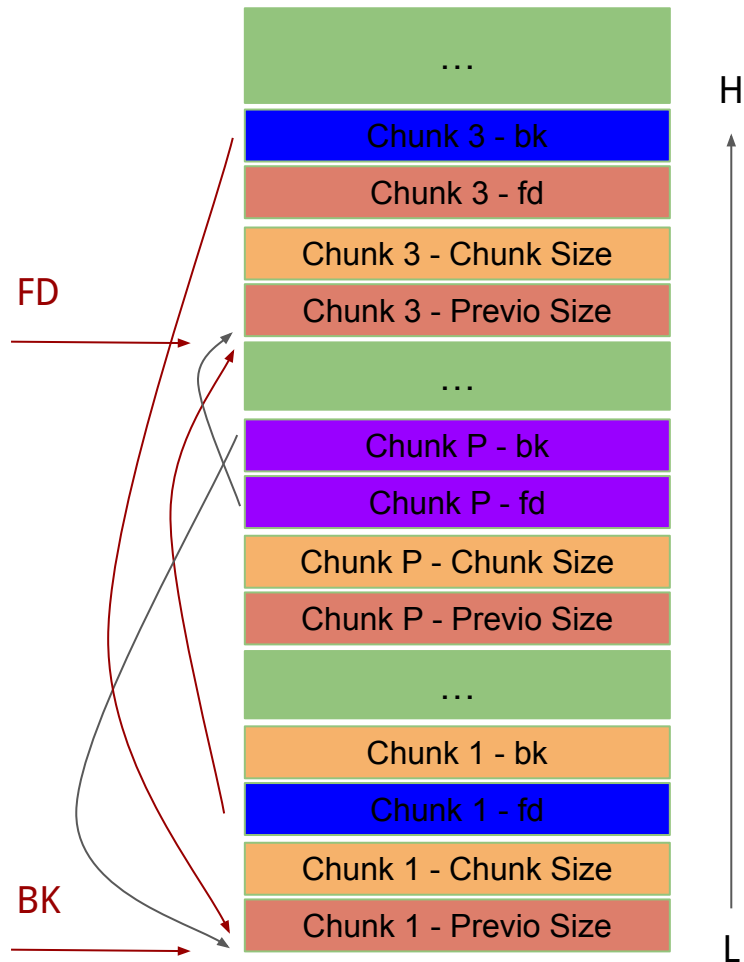 …
H
Chunk 3 - bk
Chunk 3 - fd
Chunk 3 - Chunk Size
FD
Chunk 3 - Previo Size
…
Chunk P - bk
Chunk P - fd
Chunk P - Chunk Size
Chunk P - Previo Size
…
Chunk 1 - bk
Chunk 1 - fd
Chunk 1 - Chunk Size
BK
Chunk 1 - Previo Size
L